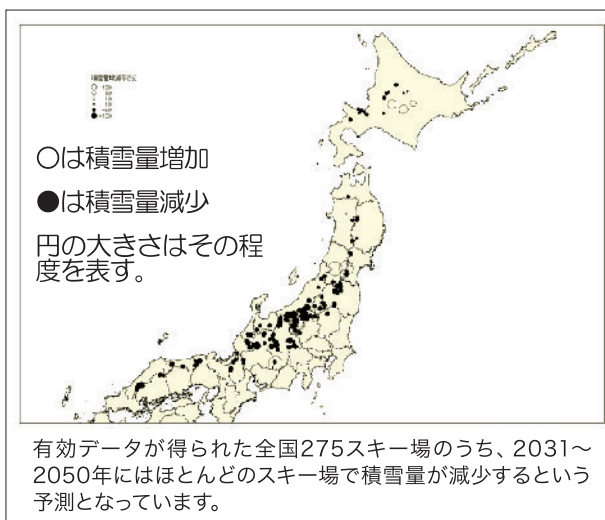 ○は積雪量増加
●は積雪量減少
円の大きさはその程
度を表す。
有効データが得られた全国275スキー場のうち、2031〜
2050年にはほとんどのスキー場で積雪量が減少するという
予測となっています。